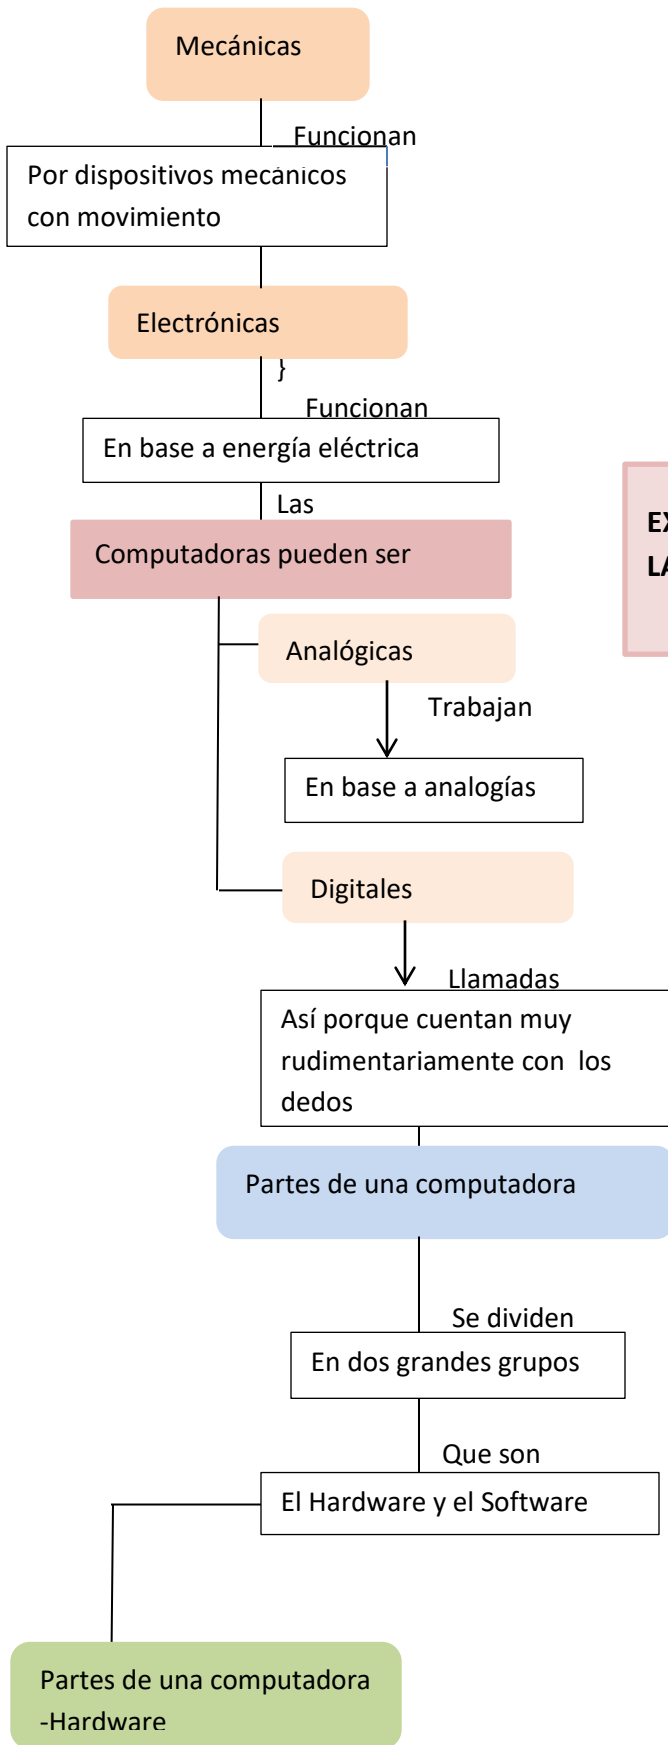 Mecánicas
Funcionan
Por dispositivos mecánicos
con movimiento
Electrónicas
}
Funcionan
En base a energía eléctrica
Las
Computadoras pueden ser
Analógicas
Trabajan
En base a analogías
Digitales
Llamadas
Así porque cuentan muy
rudimentariamente con los
dedos
Partes de una computadora
Se dividen
En dos grandes grupos
Que son
El Hardware y el Software
Partes de una computadora
-Hardware